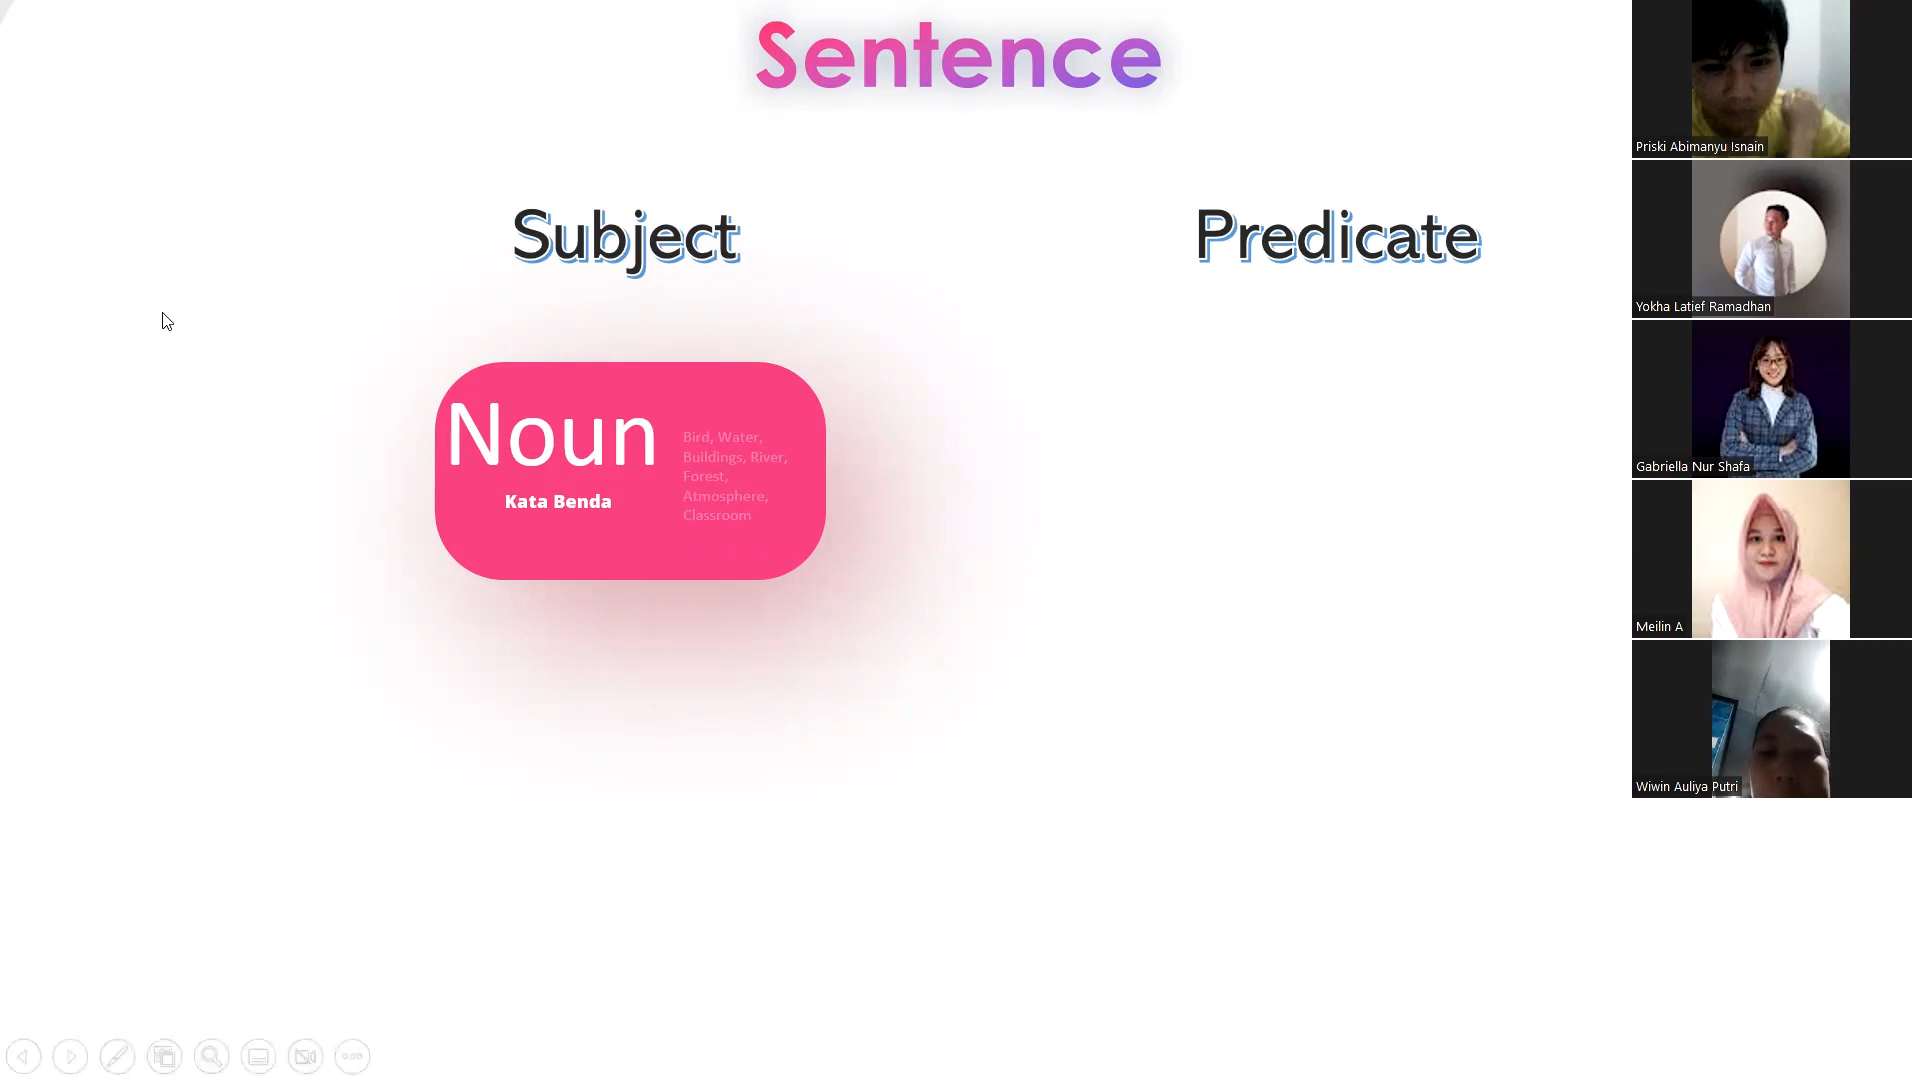 Sentence
Subject
Predicate
Noun
Kata Benda
Bird, Water,
Buildings, River,
Forest,
Atmosphere,
Classroom
Priski Abimanyu Isnain
Yokha Latief Ramadhan
Gabriella Nur Shafa
Meilin A
Wiwin Auliya Putri